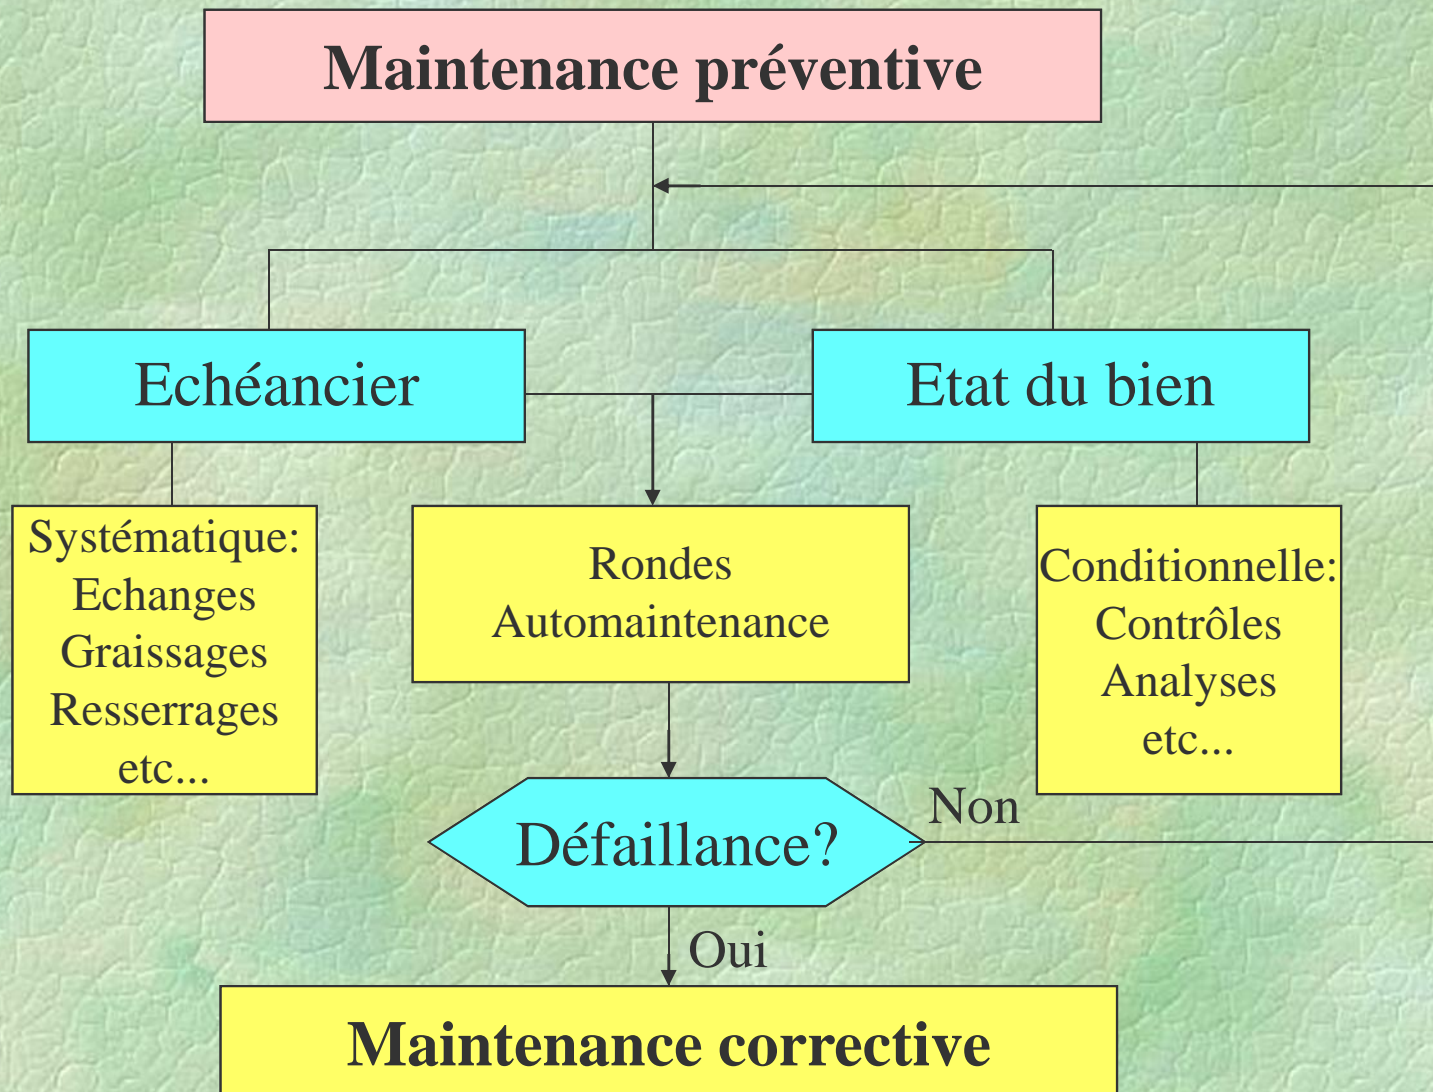 Maintenance préventive
Echéancier
Etat du bien
Systématique:
Echanges
Graissages
Resserrages
etc...
Rondes
Automaintenance
Conditionnelle:
Contrôles
Analyses
etc...
Défaillance?
Non
Oui
Maintenance corrective